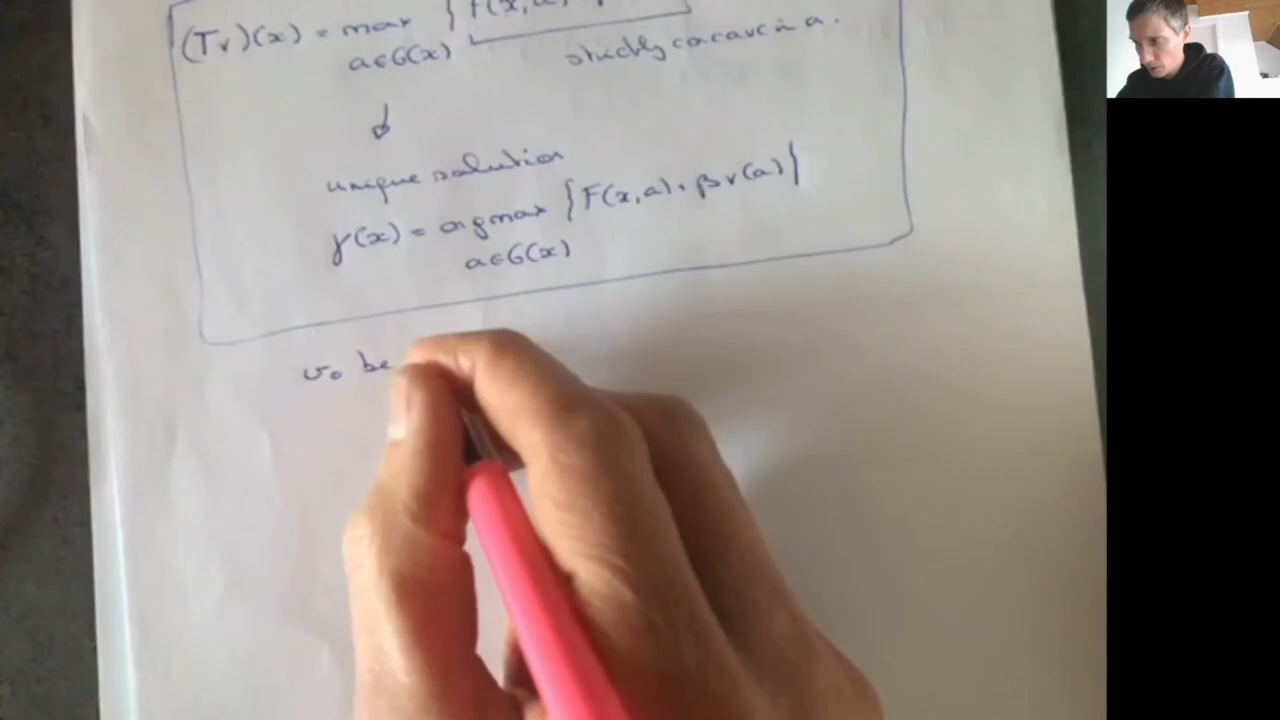 (Tv)(x) = max { F(x,a) +
a∈G(x) strictly concave in a.
unique solution
γ(x) = argmax { F(x,a) + βv(a) }
a∈G(x)
v₀ be